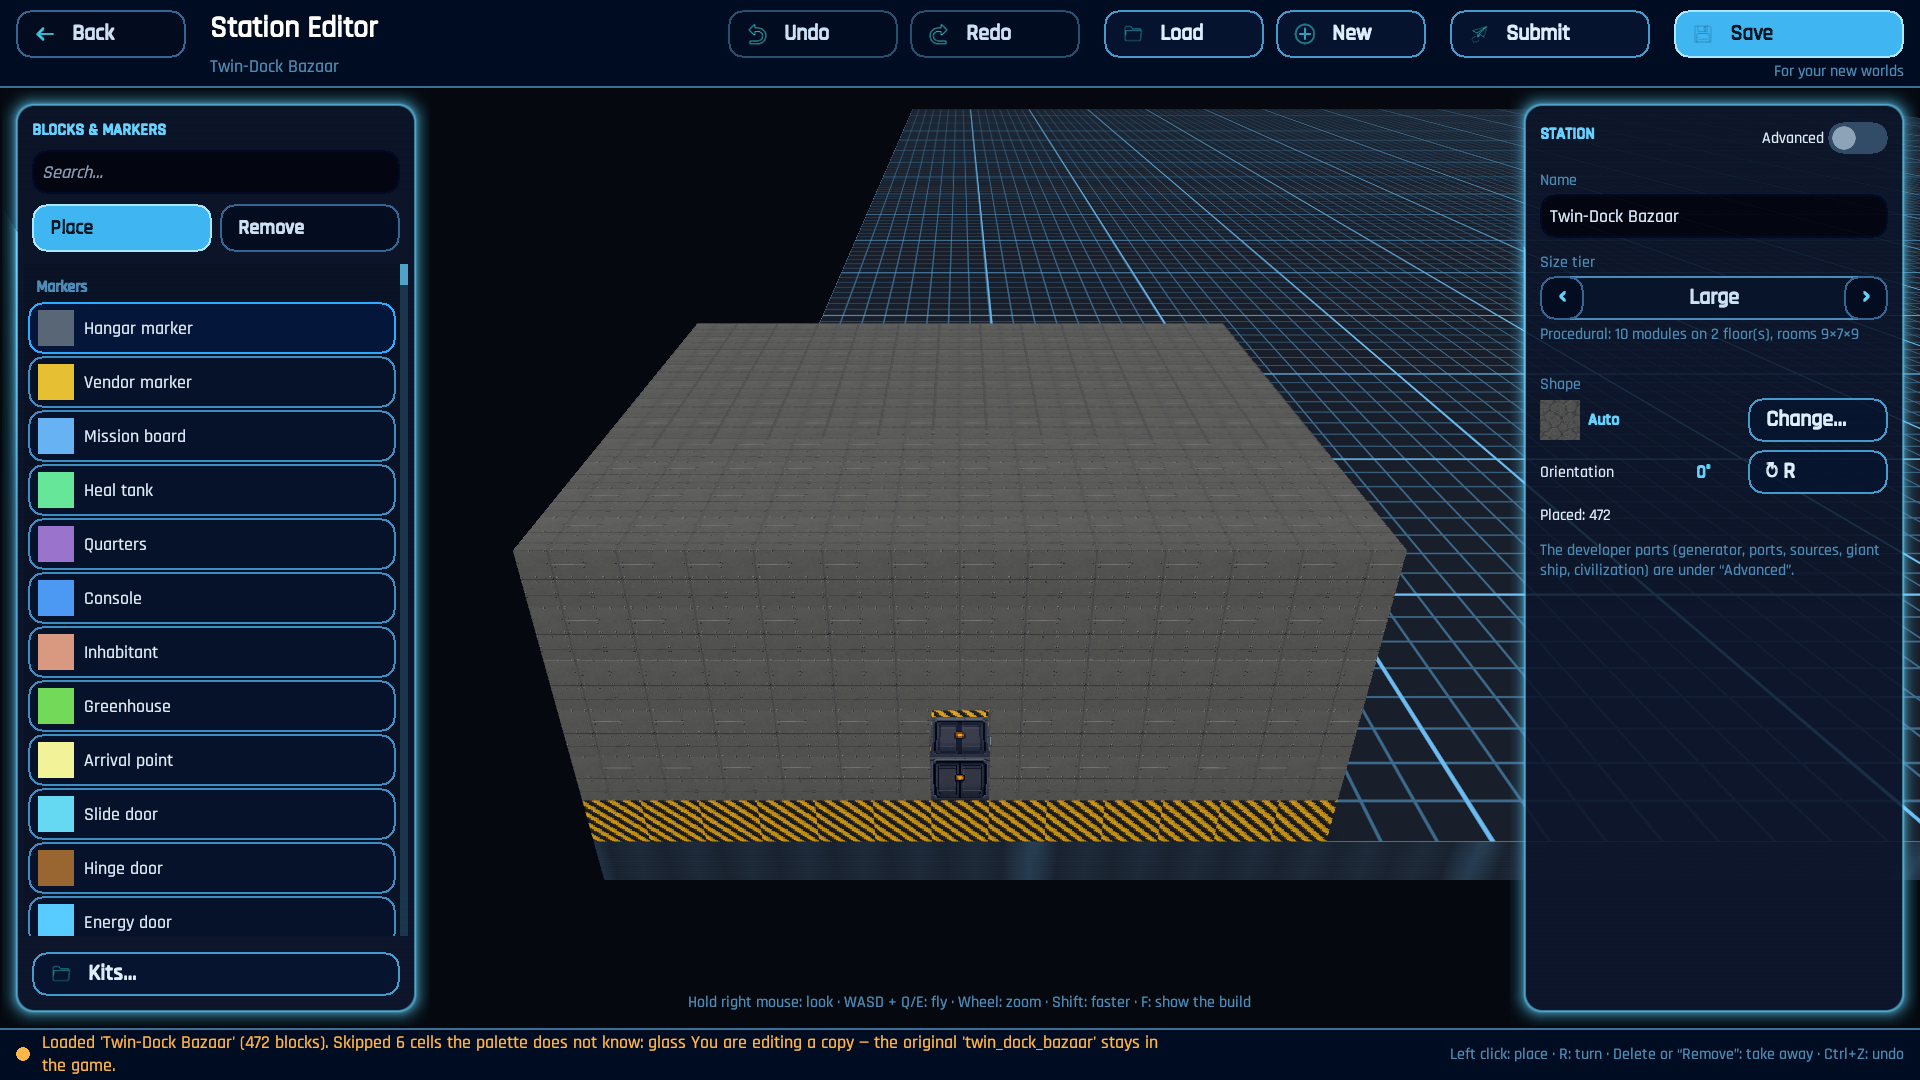 Back
Station Editor
Twin-Dock Bazaar
Undo
Redo
Load
New
Submit
Save
For your new worlds
BLOCKS & MARKERS
Search...
Place
Remove
Markers
Hangar marker
Vendor marker
Mission board
Heal tank
Quarters
Console
Inhabitant
Greenhouse
Arrival point
Slide door
Hinge door
Energy door
Kits...
STATION
Advanced
Name
Twin-Dock Bazaar
Size tier
Large
Procedural: 10 modules on 2 floor(s), rooms 9×7×9
Shape
Auto
Change...
Orientation
0°
↻ R
Placed: 472
The developer parts (generator, ports, sources, giant
ship, civilization) are under “Advanced”.
Hold right mouse: look · WASD + Q/E: fly · Wheel: zoom · Shift: faster · F: show the build
Loaded 'Twin-Dock Bazaar' (472 blocks). Skipped 6 cells the palette does not know: glass You are editing a copy — the original 'twin_dock_bazaar' stays in
the game.
Left click: place · R: turn · Delete or “Remove”: take away · Ctrl+Z: undo